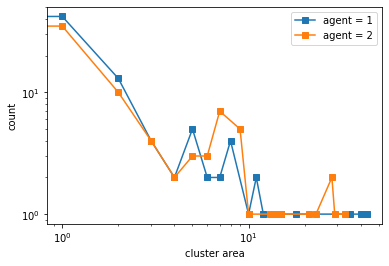 agent = 1
agent = 2
count
10¹
10⁰
10⁰
10¹
cluster area